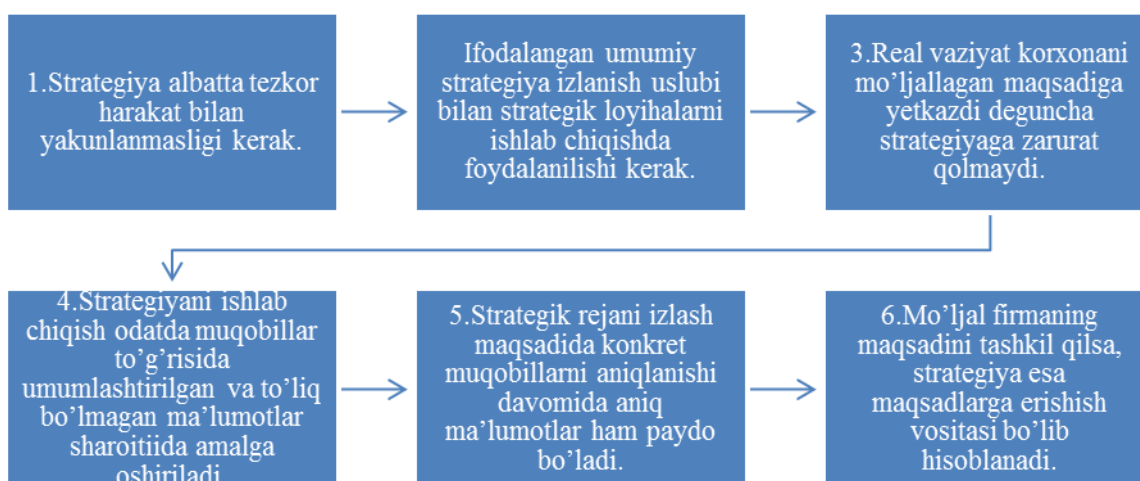 1.Strategiya albatta tezkor
harakat bilan
yakunlanmasligi kerak.
Ifodalangan umumiy
strategiya izlanish uslubi
bilan strategik loyihalarni
ishlab chiqishda
foydalanilishi kerak.
3.Real vaziyat korxonani
mo’ljallagan maqsadiga
yetkazdi deguncha
strategiyaga zarurat
qolmaydi.
4.Strategiyani ishlab
chiqish odatda muqobillar
to’g’risida
umumlashtirilgan va to’liq
bo’lmagan ma’lumotlar
sharoitiida amalga
oshiriladi.
5.Strategik rejani izlash
maqsadida konkret
muqobillarni aniqlanishi
davomida aniq
ma’lumotlar ham paydo
bo’ladi.
6.Mo’ljal firmaning
maqsadini tashkil qilsa,
strategiya esa
maqsadlarga erishish
vositasi bo’lib
hisoblanadi.